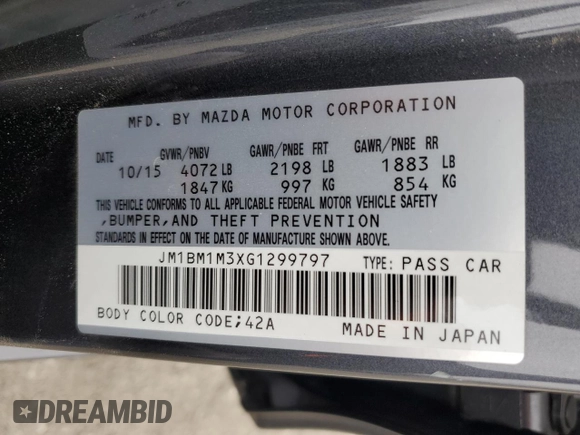 MFD. BY MAZDA MOTOR CORPORATION
DATE GVWR/PNBV GAWR/PNBE FRT GAWR/PNBE RR
10/15 4072 LB 2198 LB 1883 LB
1847 KG 997 KG 854 KG
THIS VEHICLE CONFORMS TO ALL APPLICABLE FEDERAL MOTOR VEHICLE SAFETY
,BUMPER,AND THEFT PREVENTION
STANDARDS IN EFFECT ON THE DATE OF MANUFACTURE SHOWN ABOVE.
JM1BM1M3XG1299797 TYPE: PASS CAR
BODY COLOR CODE;42A MADE IN JAPAN
DREAMBID